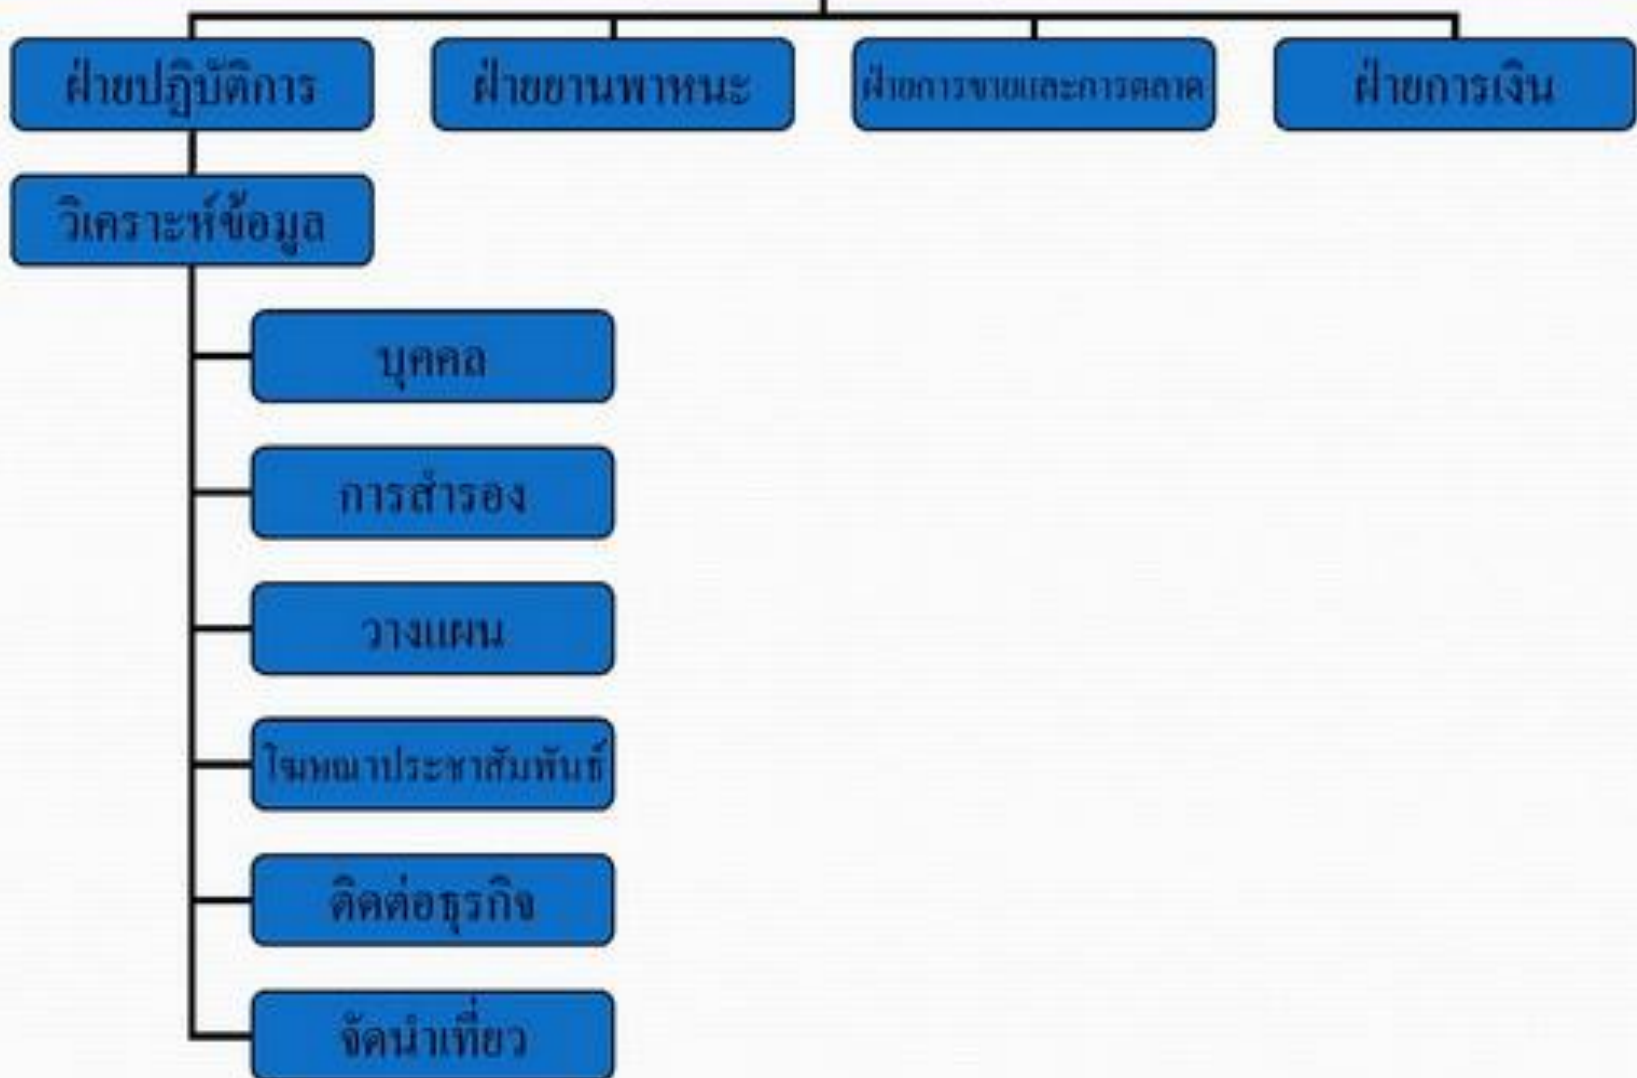 ฝ่ายปฏิบัติการ
ฝ่ายยานพาหนะ
ฝ่ายการขายและการตลาด
ฝ่ายการเงิน
วิเคราะห์ข้อมูล
บุคคล
การสำรอง
วางแผน
โฆษณาประชาสัมพันธ์
ติดต่อธุรกิจ
จัดนำเที่ยว